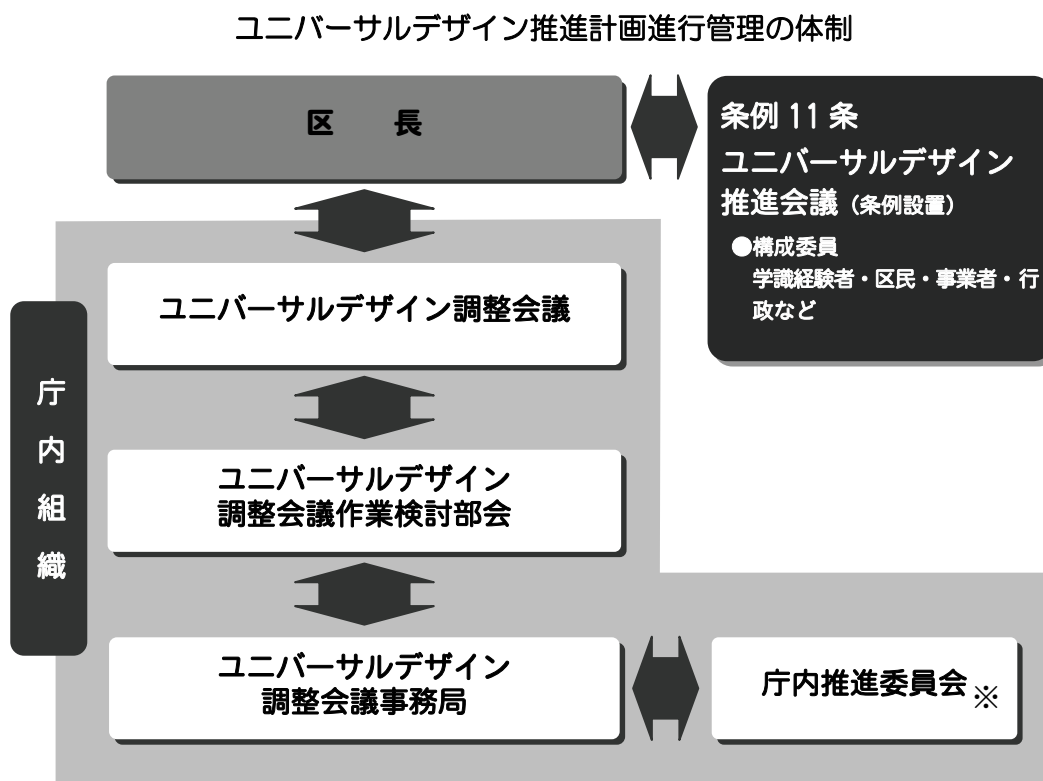 ユニバーサルデザイン推進計画進行管理の体制
区　長
条例 11 条
ユニバーサルデザイン
推進会議（条例設置）
●構成委員
学識経験者・区民・事業者・行
政など
ユニバーサルデザイン調整会議
庁内組織
ユニバーサルデザイン
調整会議作業検討部会
ユニバーサルデザイン
調整会議事務局
庁内推進委員会※